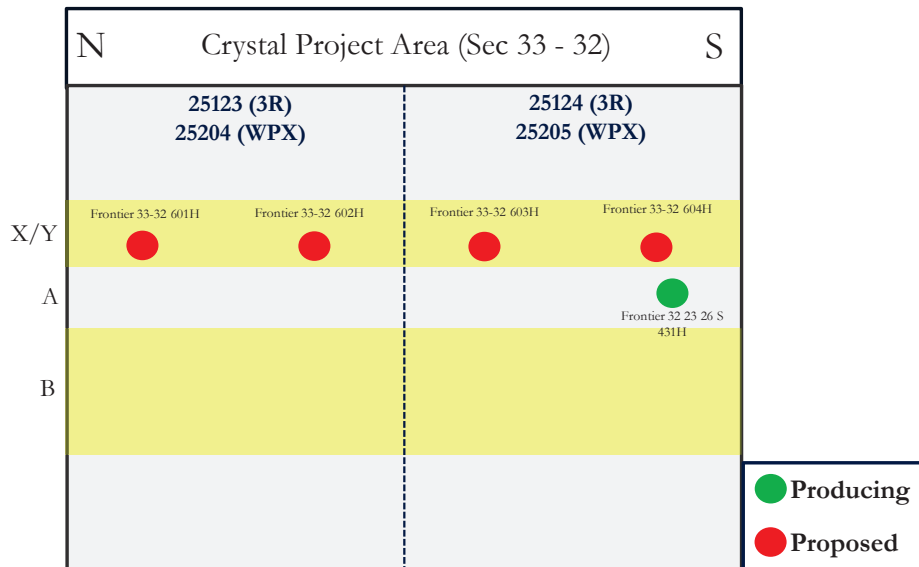 N
Crystal Project Area (Sec 33 - 32)
S
25123 (3R)
25204 (WPX)
25124 (3R)
25205 (WPX)
X/Y
Frontier 33-32 601H
Frontier 33-32 602H
Frontier 33-32 603H
Frontier 33-32 604H
A
Frontier 32 23 26 S
431H
B
Producing
Proposed